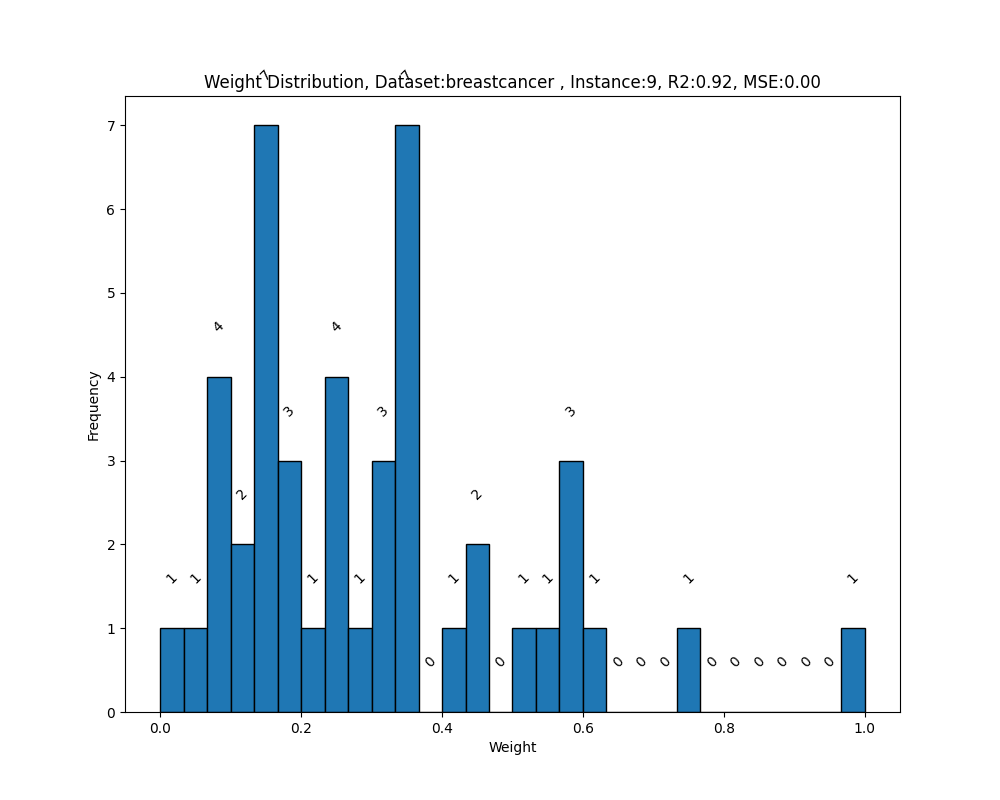 7 7
Weight Distribution, Dataset:breastcancer , Instance:9, R2:0.92, MSE:0.00
7
6
5
4
3
2
1
0
Frequency
1 1 4 2 3 1 4 1 3 0 1 2 0 1 1 3 1 0 0 0 1 0 0 0 0 0 0 1
0.0 0.2 0.4 0.6 0.8 1.0
Weight